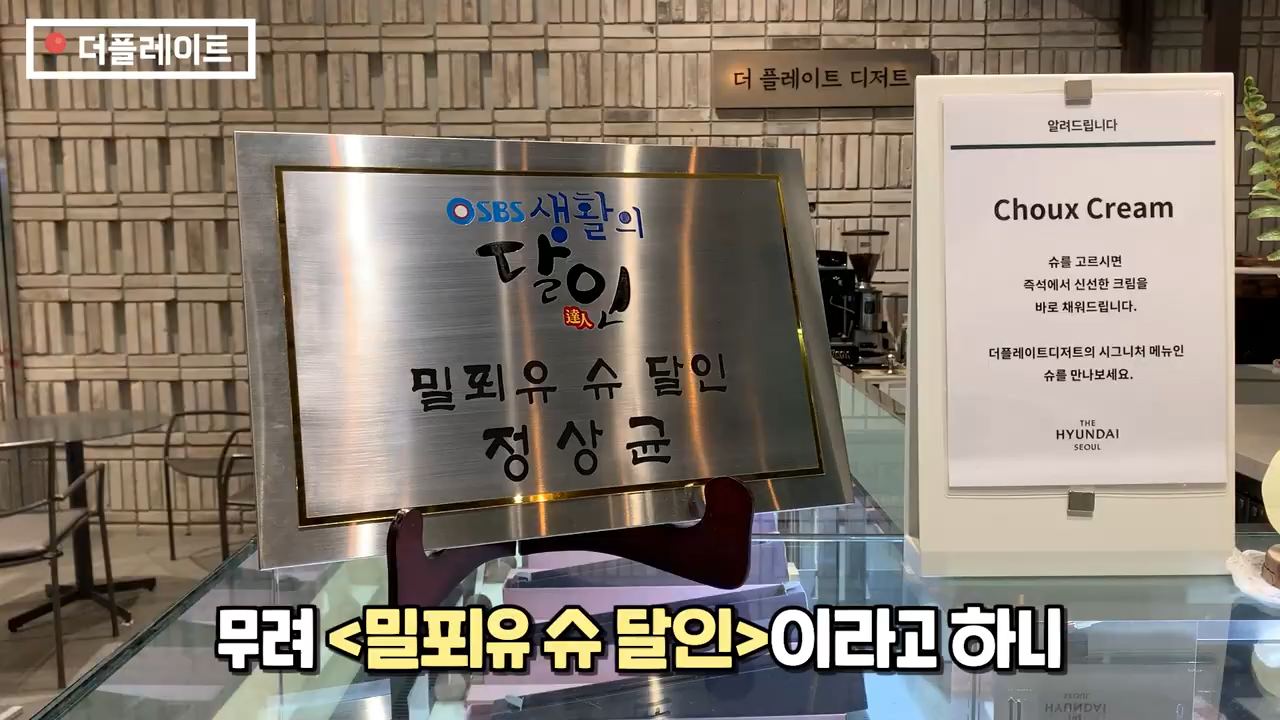 더플레이트
더 플레이트 디저트
SBS 생활의
달인
達人
밀푀유 슈 달인
정상균
알려드립니다
Choux Cream
슈를 고르시면
즉석에서 신선한 크림을
바로 채워드립니다.
더플레이트디저트의 시그니처 메뉴인
슈를 만나보세요.
THE
HYUNDAI
SEOUL
무려 <밀푀유 슈 달인>이라고 하니